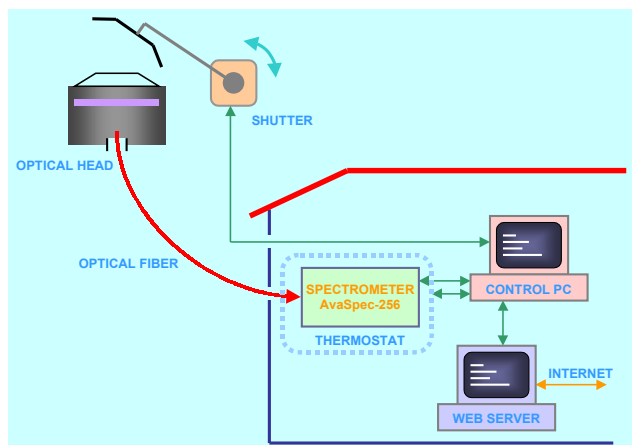 SHUTTER
OPTICAL HEAD
OPTICAL FIBER
SPECTROMETER
AvaSpec-256
THERMOSTAT
CONTROL PC
INTERNET
WEB SERVER